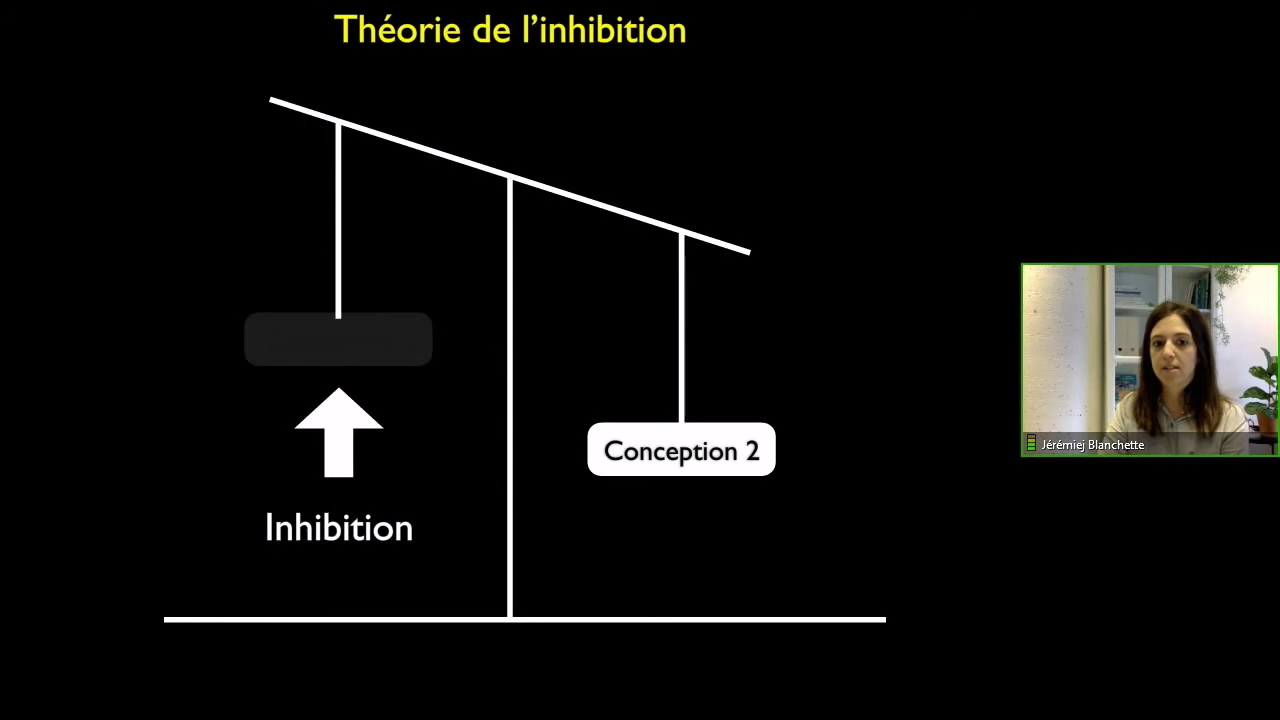 Théorie de l’inhibition
Conception 2
Inhibition
Jérémiej Blanchette